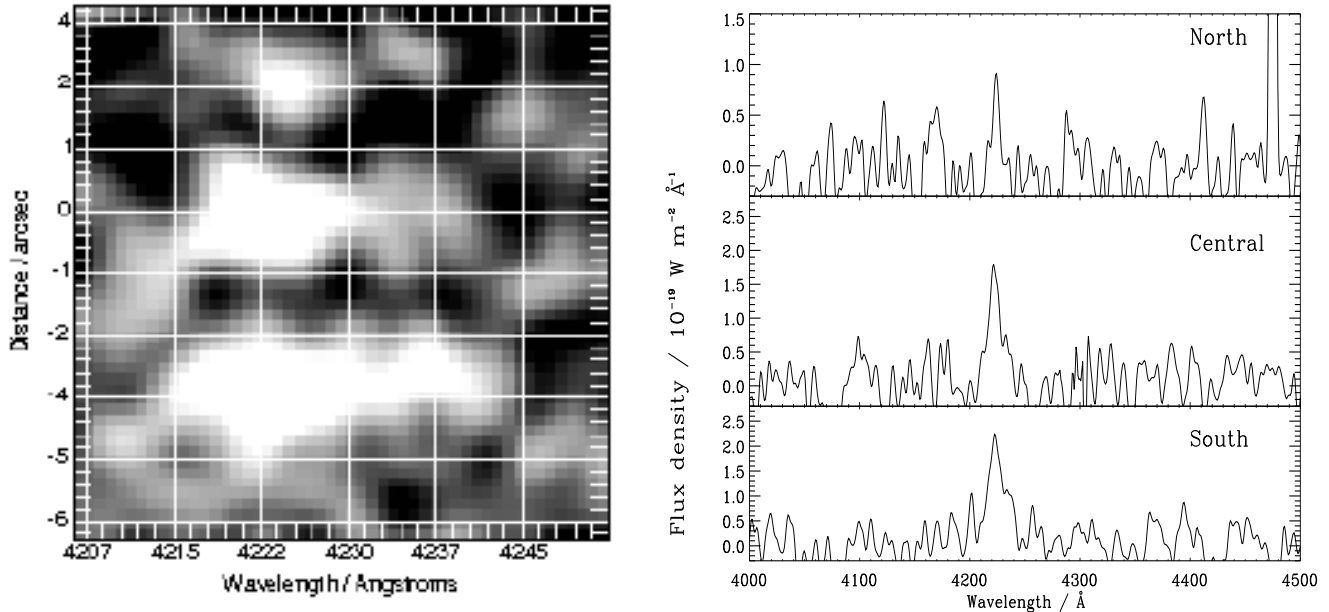 4
2
1
0
-1
-2
-4
-5
-6
Distance / arcsec
4207 4215 4222 4230 4237 4245
Wavelength / Angstroms
Flux density / 10⁻¹⁹ W m⁻² Å⁻¹
1.5
1.0
0.5
0.0
North
2.5
2.0
1.5
1.0
0.5
0.0
Central
2.5
2.0
1.5
1.0
0.5
0.0
South
4000 4100 4200 4300 4400 4500
Wavelength / Å